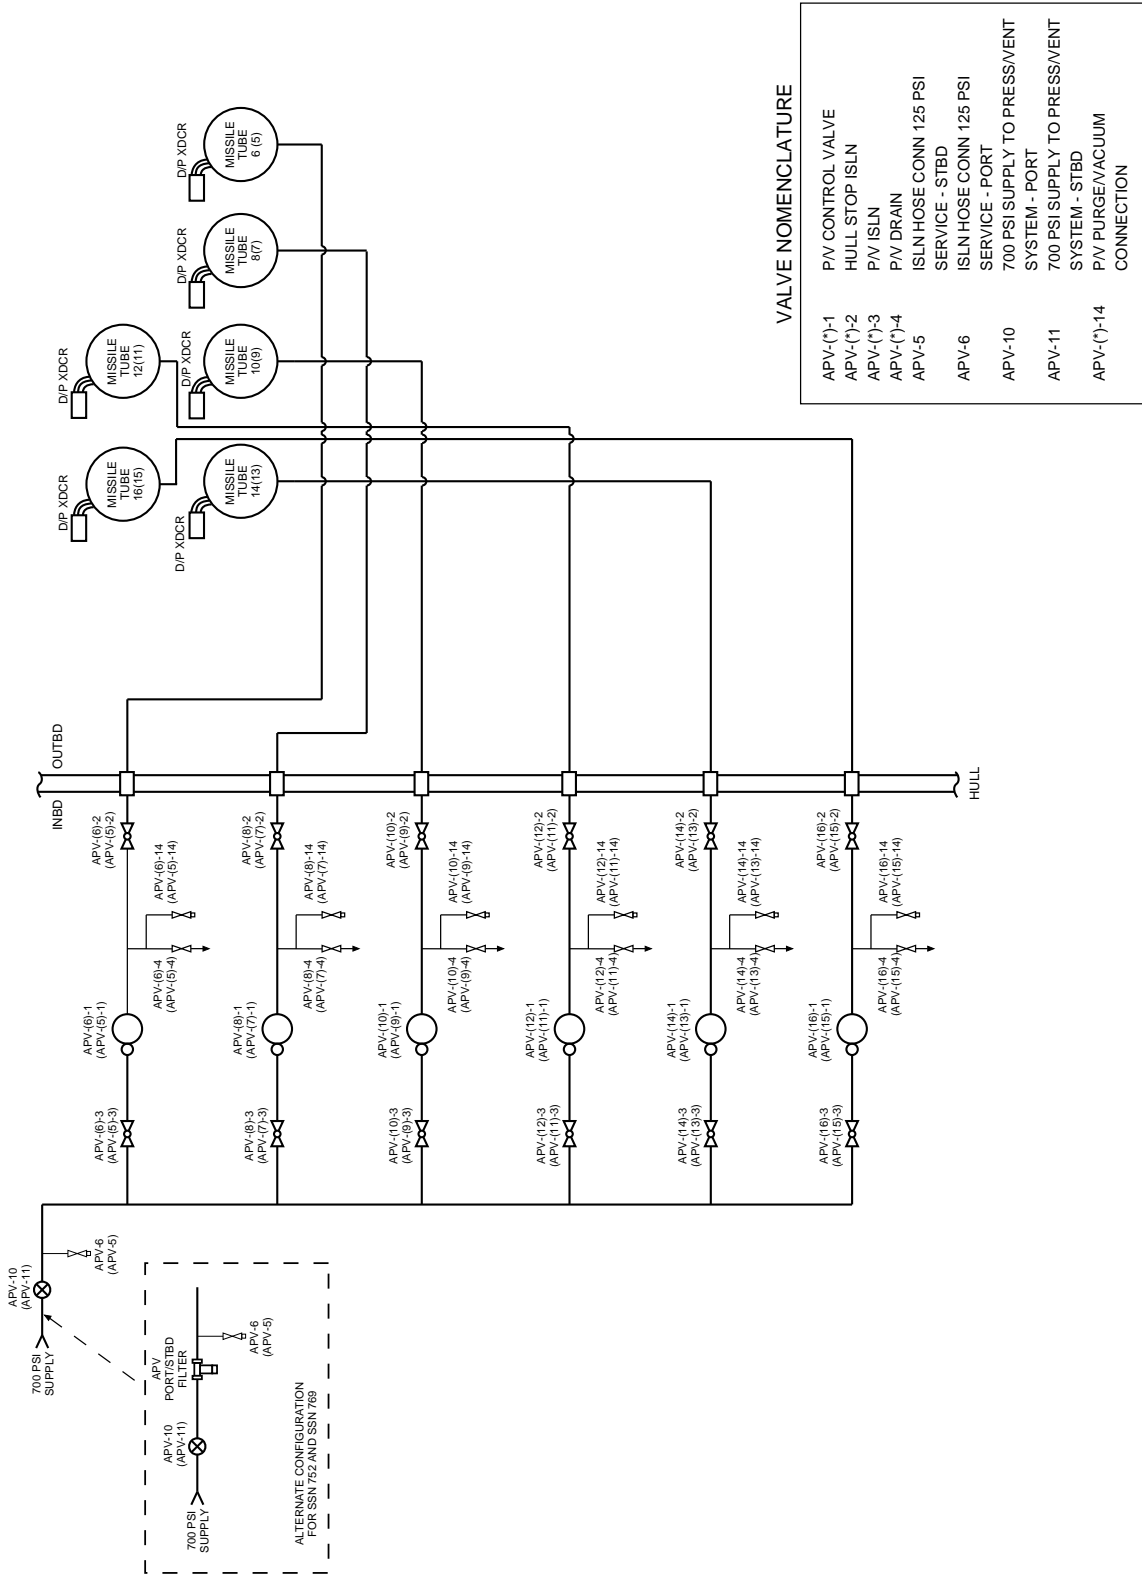 700 PSI
SUPPLY
APV-10
(APV-11)
APV-6
(APV-5)
700 PSI
SUPPLY
APV-10
(APV-11)
APV
PORT/STBD
FILTER
APV-6
(APV-5)
ALTERNATE CONFIGURATION
FOR SSN 752 AND SSN 769
APV-(6)-3
(APV-(5)-3)
APV-(6)-1
(APV-(5)-1)
APV-(6)-4
(APV-(5)-4)
APV-(6)-14
(APV-(5)-14)
APV-(6)-2
(APV-(5)-2)
APV-(8)-3
(APV-(7)-3)
APV-(8)-1
(APV-(7)-1)
APV-(8)-4
(APV-(7)-4)
APV-(8)-14
(APV-(7)-14)
APV-(8)-2
(APV-(7)-2)
APV-(10)-3
(APV-(9)-3)
APV-(10)-1
(APV-(9)-1)
APV-(10)-4
(APV-(9)-4)
APV-(10)-14
(APV-(9)-14)
APV-(10)-2
(APV-(9)-2)
APV-(12)-3
(APV-(11)-3)
APV-(12)-1
(APV-(11)-1)
APV-(12)-4
(APV-(11)-4)
APV-(12)-14
(APV-(11)-14)
APV-(12)-2
(APV-(11)-2)
APV-(14)-3
(APV-(13)-3)
APV-(14)-1
(APV-(13)-1)
APV-(14)-4
(APV-(13)-4)
APV-(14)-14
(APV-(13)-14)
APV-(14)-2
(APV-(13)-2)
APV-(16)-3
(APV-(15)-3)
APV-(16)-1
(APV-(15)-1)
APV-(16)-4
(APV-(15)-4)
APV-(16)-14
(APV-(15)-14)
APV-(16)-2
(APV-(15)-2)
INBD
OUTBD
HULL
D/P XDCR
MISSILE
TUBE
16(15)
D/P XDCR
MISSILE
TUBE
12(11)
D/P XDCR
MISSILE
TUBE
14(13)
D/P XDCR
MISSILE
TUBE
10(9)
D/P XDCR
MISSILE
TUBE
8(7)
D/P XDCR
MISSILE
TUBE
6 (5)
VALVE NOMENCLATURE
APV-(*)-1 P/V CONTROL VALVE
APV-(*)-2 HULL STOP ISLN
APV-(*)-3 P/V ISLN
APV-(*)-4 P/V DRAIN
APV-5 ISLN HOSE CONN 125 PSI
SERVICE - STBD
APV-6 ISLN HOSE CONN 125 PSI
SERVICE - PORT
APV-10 700 PSI SUPPLY TO PRESS/VENT
SYSTEM - PORT
APV-11 700 PSI SUPPLY TO PRESS/VENT
SYSTEM - STBD
APV-(*)-14 P/V PURGE/VACUUM
CONNECTION